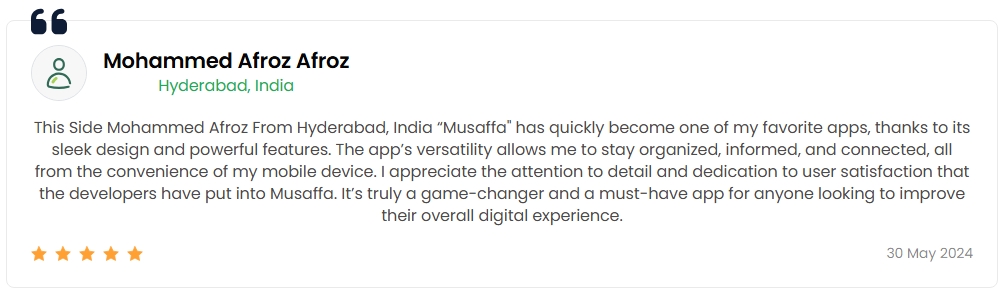 Mohammed Afroz Afroz
Hyderabad, India
This Side Mohammed Afroz From Hyderabad, India “Musaffa" has quickly become one of my favorite apps, thanks to its
sleek design and powerful features. The app’s versatility allows me to stay organized, informed, and connected, all
from the convenience of my mobile device. I appreciate the attention to detail and dedication to user satisfaction that
the developers have put into Musaffa. It’s truly a game-changer and a must-have app for anyone looking to improve
their overall digital experience.
30 May 2024